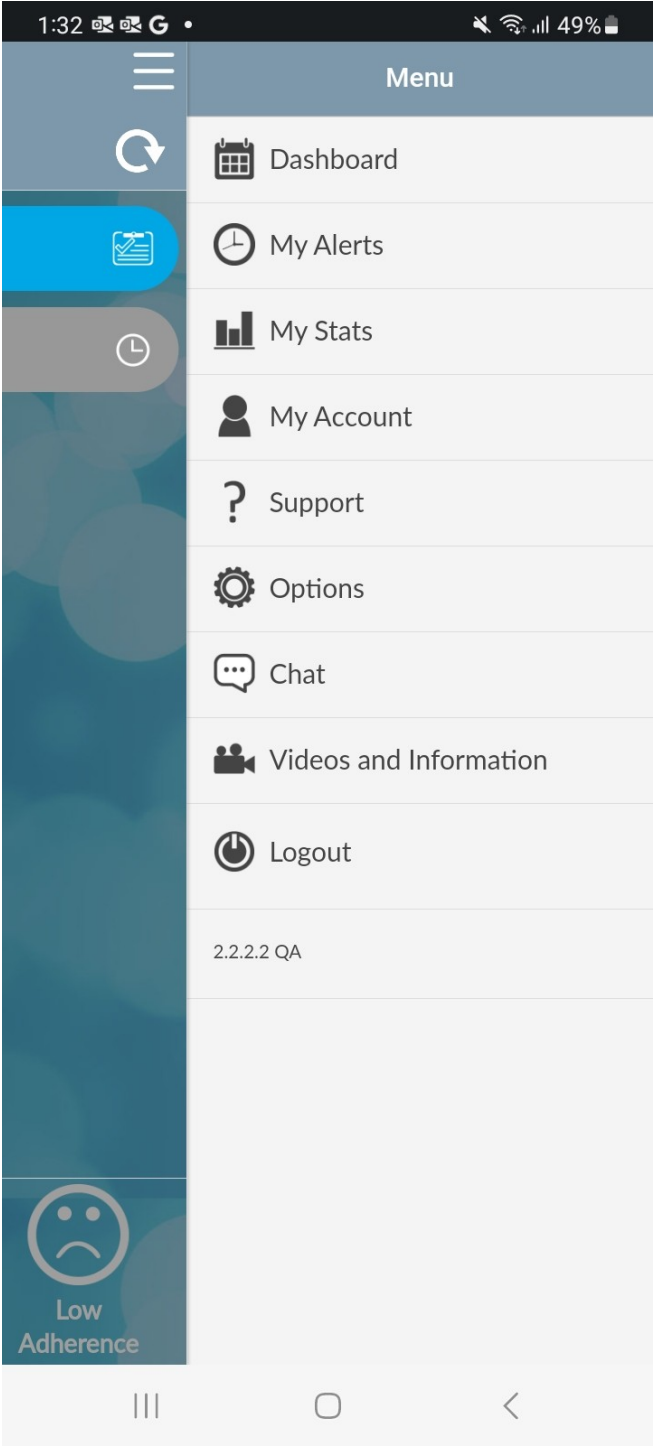 1:32 G 49%
Menu
Dashboard
My Alerts
My Stats
My Account
Support
Options
Chat
Videos and Information
Logout
2.2.2.2 QA
Low
Adherence